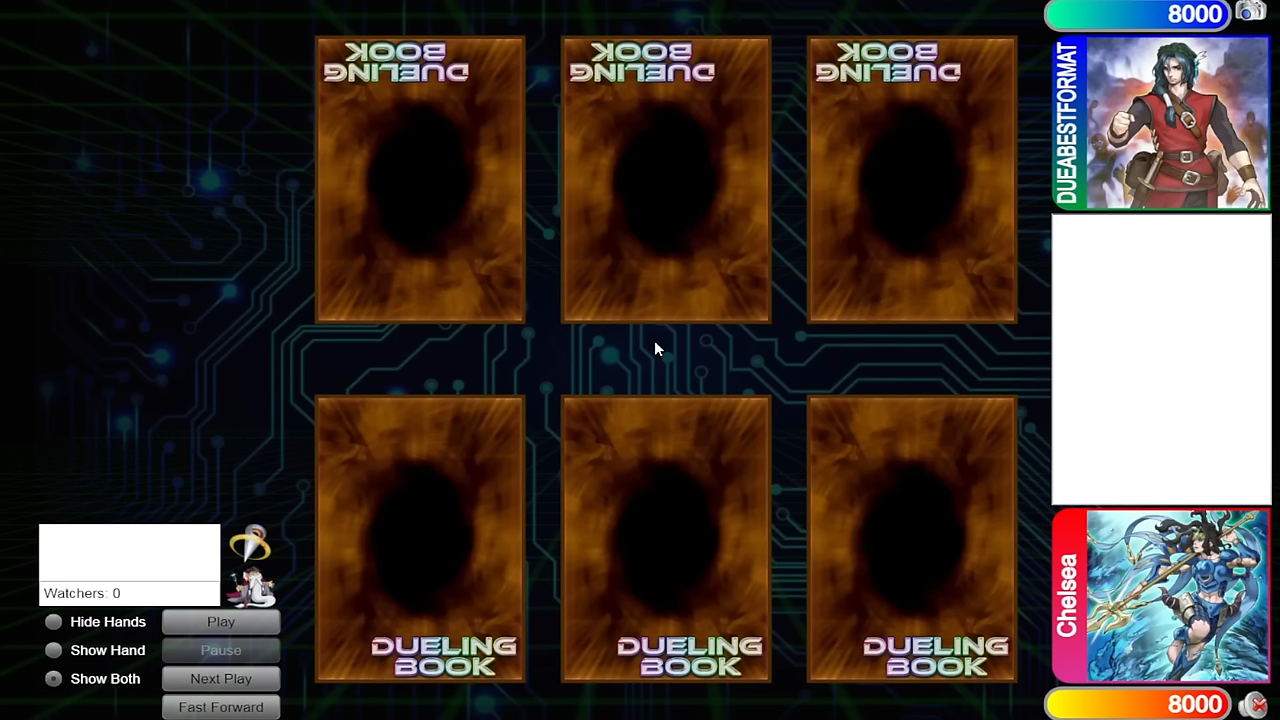 8000
DUELING
BOOK
DUELING
BOOK
DUELING
BOOK
DUEABESTFORMAT
DUELING
BOOK
DUELING
BOOK
DUELING
BOOK
Chelsea
8000
Watchers: 0
Hide Hands
Play
Show Hand
Pause
Show Both
Next Play
Fast Forward